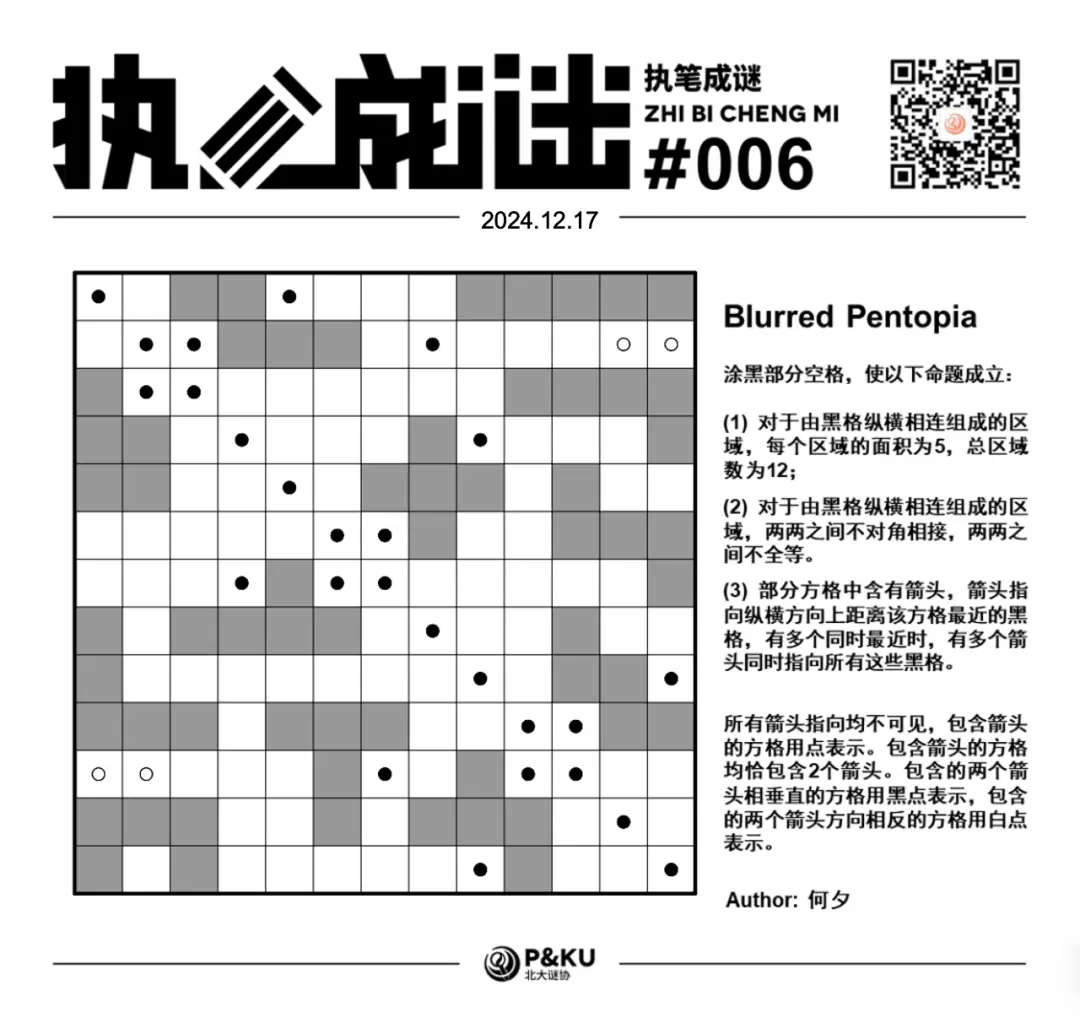 执笔成谜
执笔成谜
ZHI BI CHENG MI
#006
2024.12.17
Blurred Pentopia
涂黑部分空格，使以下命题成立：
(1) 对于由黑格纵横相连组成的区
域，每个区域的面积为5，总区域
数为12；
(2) 对于由黑格纵横相连组成的区
域，两两之间不对角相接，两两之
间不全等。
(3) 部分方格中含有箭头，箭头指
向纵横方向上距离该方格最近的黑
格，有多个同时最近时，有多个箭
头同时指向所有这些黑格。
所有箭头指向均不可见，包含箭头
的方格用点表示。包含箭头的方格
均恰包含2个箭头。包含的两个箭
头相垂直的方格用黑点表示，包含
的两个箭头方向相反的方格用白点
表示。
Author: 何夕
P&KU
北大谜协